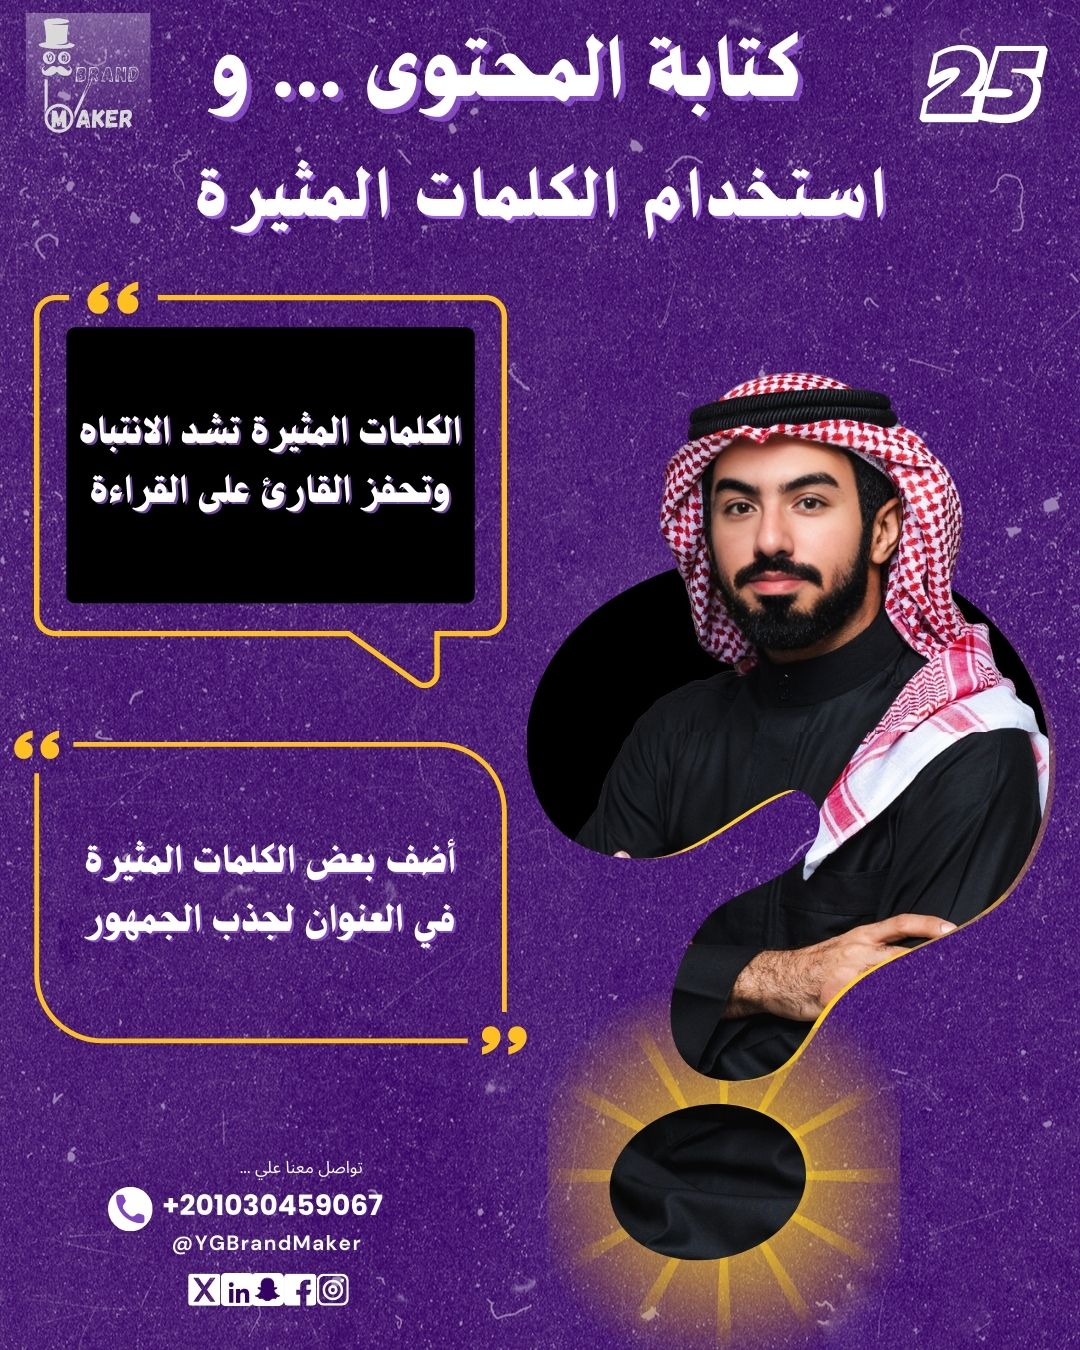 BRAND
MAKER
25
كتابة المحتوى ... و
استخدام الكلمات المثيرة
الكلمات المثيرة تشد الانتباه
وتحفز القارئ على القراءة
أضف بعض الكلمات المثيرة
في العنوان لجذب الجمهور
تواصل معنا علي ...
+201030459067
@YGBrandMaker